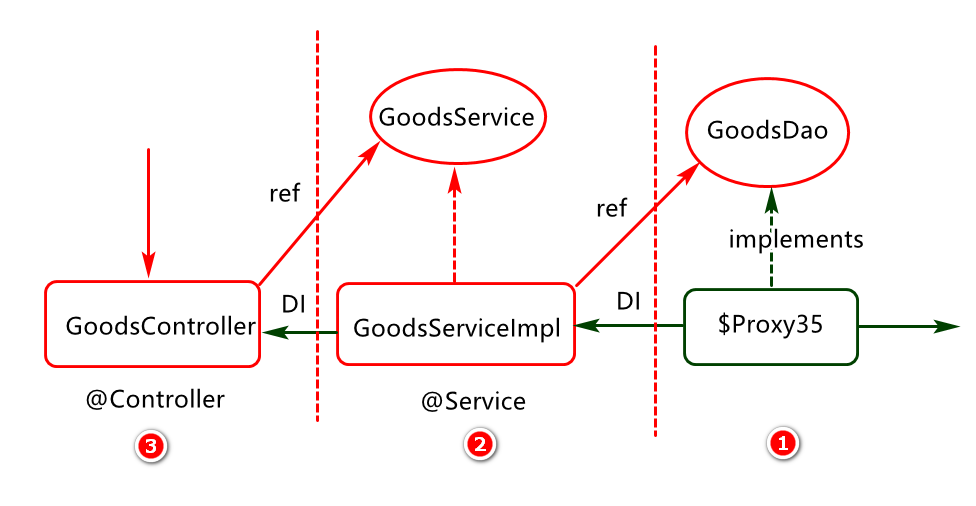 GoodsService
GoodsDao
ref
ref
implements
DI
DI
GoodsController
GoodsServiceImpl
$Proxy35
@Controller
@Service
3
2
1